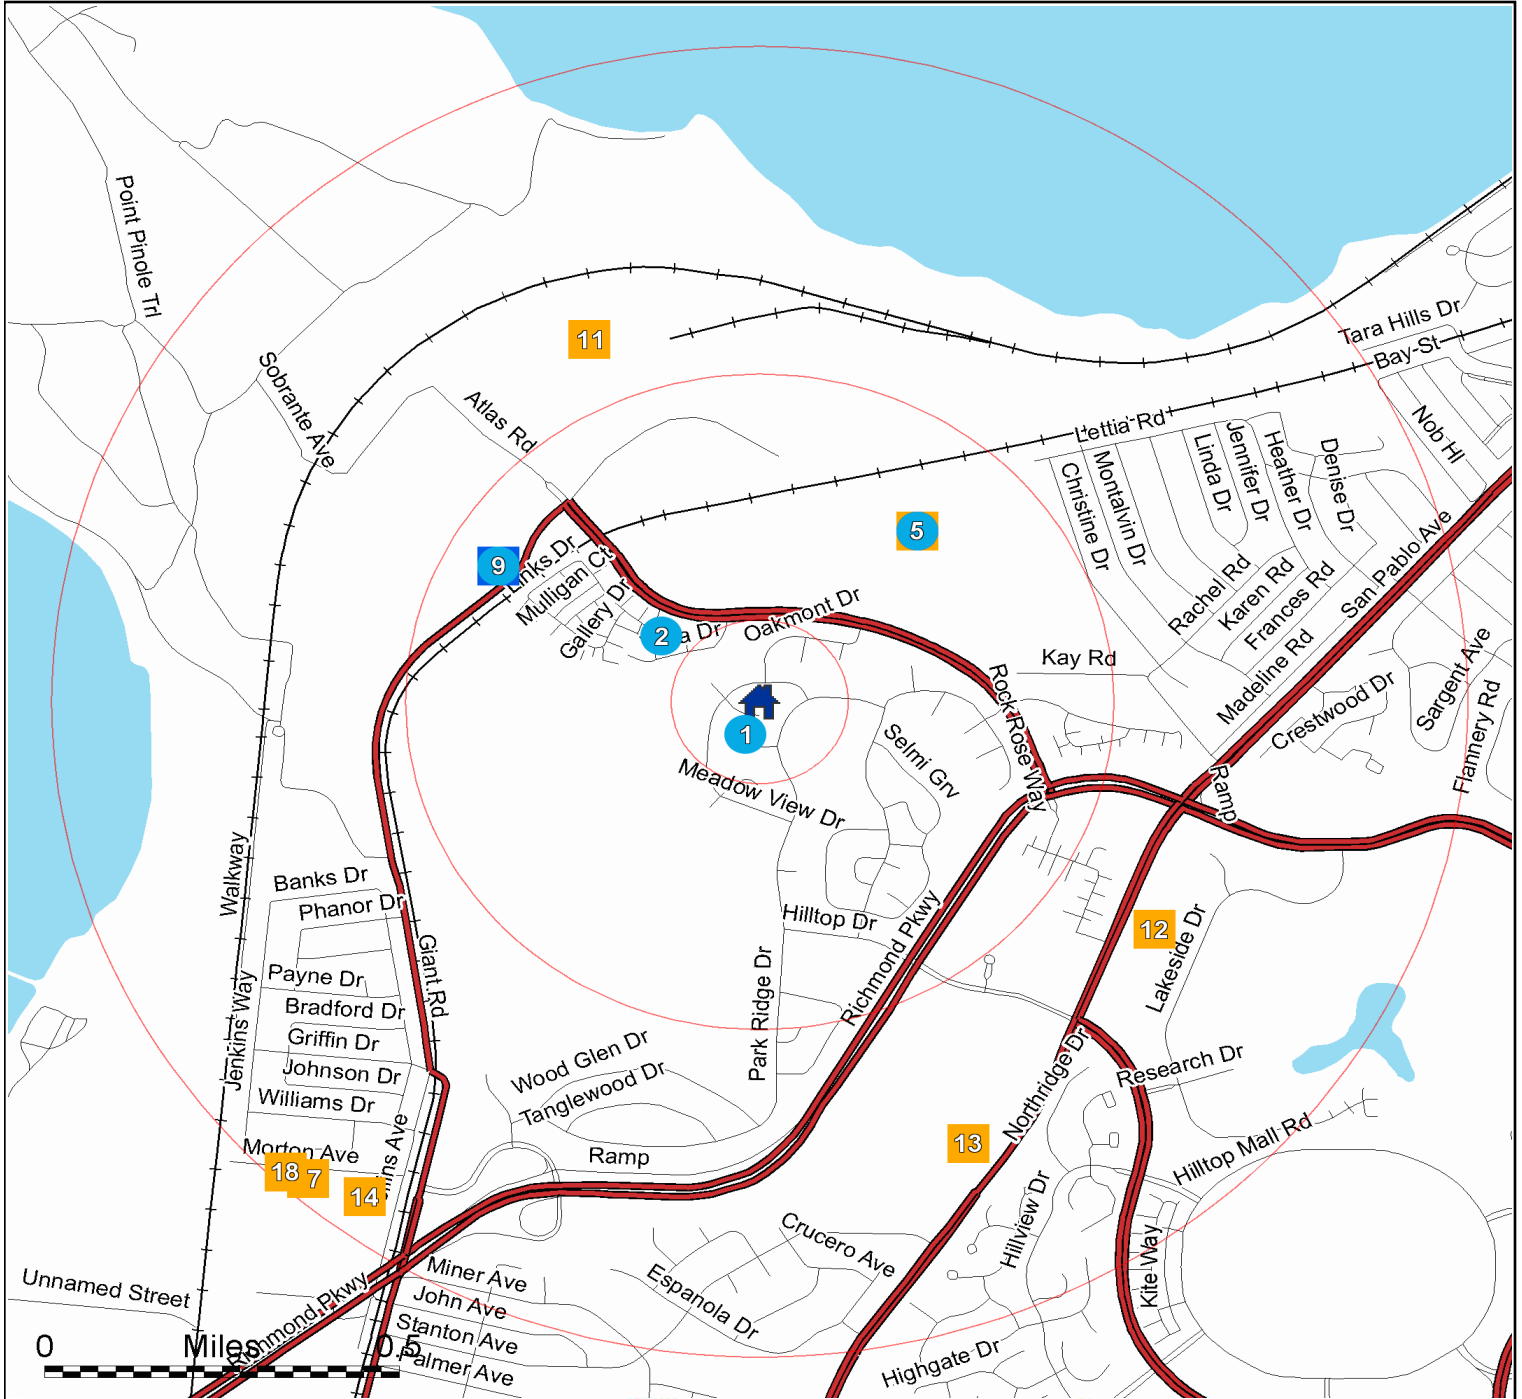 Point Pinole Trl
Tara Hills Dr
Bay St
11
Sobrante Ave
Atlas Rd
Lettia Rd
Nob Hl
Christine Dr
Montalvin Dr
Linda Dr
Jennifer Dr
Heather Dr
Denise Dr
5
9
Links Dr
Mulligan Ct
Gallery Dr
San Pablo Ave
Rachel Rd
Karen Rd
Frances Rd
Madeline Rd
2
a Dr
Oakmont Dr
Kay Rd
Sargent Ave
Flannery Rd
Crestwood Dr
Rock Rose Way
1
Selmi Grv
Meadow View Dr
Ramp
Walkway
Banks Dr
Phanor Dr
Giant Rd
Hilltop Dr
Richmond Pkwy
12
Lakeside Dr
Payne Dr
Jenkins Way
Bradford Dr
Park Ridge Dr
Griffin Dr
Johnson Dr
Wood Glen Dr
Tanglewood Dr
Williams Dr
Northridge Dr
Research Dr
Morton Ave
18
7
14
Ramp
13
Hilltop Mall Rd
Hillview Dr
Kite Way
Crucero Ave
Espanola Dr
Miner Ave
John Ave
Stanton Ave
Palmer Ave
Unnamed Street
Richmond Pkwy
Highgate Dr
0 Miles 0.5